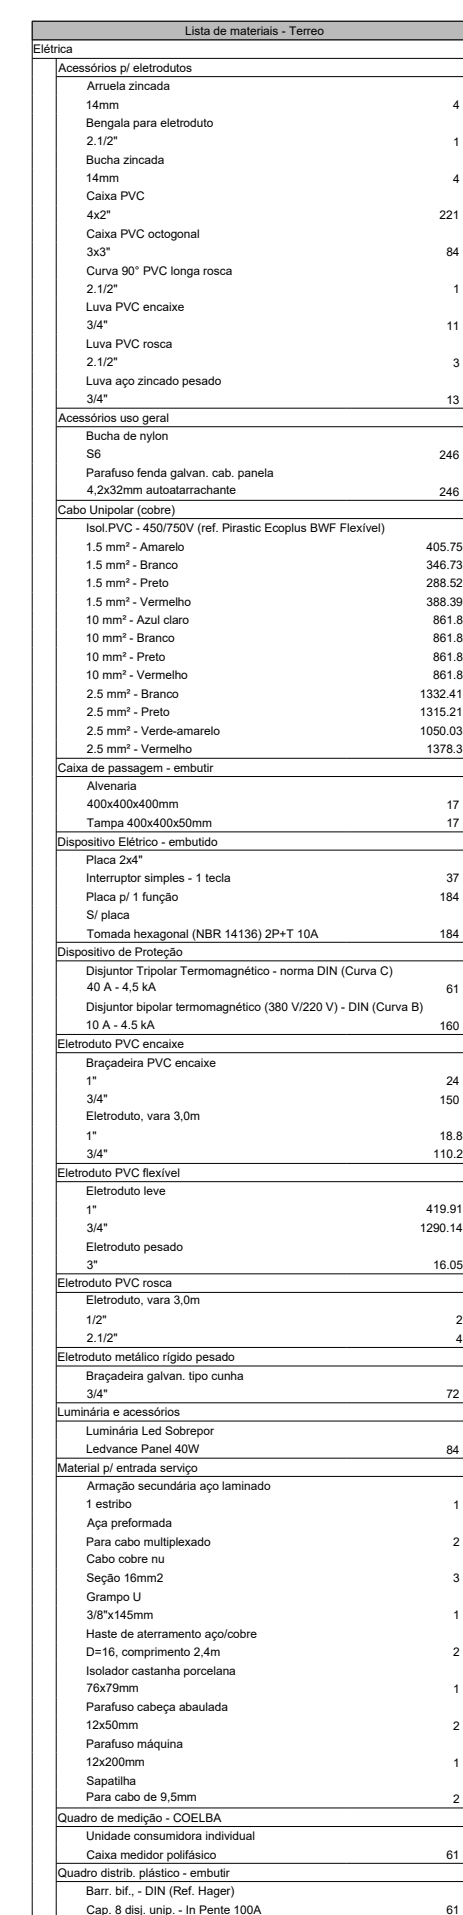 Lista de materiais - Terreo
Elétrica
Acessórios p/ eletrodutos
Arruela zincada
14mm 4
Bengala para eletroduto
2.1/2" 1
Bucha zincada
14mm 4
Caixa PVC
4x2" 221
Caixa PVC octogonal
3x3" 84
Curva 90° PVC longa rosca
2.1/2" 1
Luva PVC encaixe
3/4" 11
Luva PVC rosca
2.1/2" 3
Luva aço zincado pesado
3/4" 13
Acessórios uso geral
Bucha de nylon
S6 246
Parafuso fenda galvan. cab. panela
4,2x32mm autoatarrachante 246
Cabo Unipolar (cobre)
Isol.PVC - 450/750V (ref. Pirastic Ecoplus BWF Flexível)
1.5 mm² - Amarelo 405.75
1.5 mm² - Branco 346.73
1.5 mm² - Preto 288.52
1.5 mm² - Vermelho 388.39
10 mm² - Azul claro 861.8
10 mm² - Branco 861.8
10 mm² - Preto 861.8
10 mm² - Vermelho 861.8
2.5 mm² - Branco 1332.41
2.5 mm² - Preto 1315.21
2.5 mm² - Verde-amarelo 1050.03
2.5 mm² - Vermelho 1378.3
Caixa de passagem - embutir
Alvenaria
400x400x400mm 17
Tampa 400x400x50mm 17
Dispositivo Elétrico - embutido
Placa 2x4"
Interruptor simples - 1 tecla 37
Placa p/ 1 função 184
S/ placa
Tomada hexagonal (NBR 14136) 2P+T 10A 184
Dispositivo de Proteção
Disjuntor Tripolar Termomagnético - norma DIN (Curva C)
40 A - 4,5 kA 61
Disjuntor bipolar termomagnético (380 V/220 V) - DIN (Curva B)
10 A - 4.5 kA 160
Eletroduto PVC encaixe
Braçadeira PVC encaixe
1" 24
3/4" 150
Eletroduto, vara 3,0m
1" 18.8
3/4" 110.2
Eletroduto PVC flexível
Eletroduto leve
1" 419.91
3/4" 1290.14
Eletroduto pesado
3" 16.05
Eletroduto PVC rosca
Eletroduto, vara 3,0m
1/2" 2
2.1/2" 4
Eletroduto metálico rígido pesado
Braçadeira galvan. tipo cunha
3/4" 72
Luminária e acessórios
Luminária Led Sobrepor
Ledvance Panel 40W 84
Material p/ entrada serviço
Armação secundária aço laminado
1 estribo 1
Aça preformada
Para cabo multiplexado 2
Cabo cobre nu
Seção 16mm2 3
Grampo U
3/8"x145mm 1
Haste de aterramento aço/cobre
D=16, comprimento 2,4m 2
Isolador castanha porcelana
76x79mm 1
Parafuso cabeça abaulada
12x50mm 2
Parafuso máquina
12x200mm 1
Sapatilha
Para cabo de 9,5mm 2
Quadro de medição - COELBA
Unidade consumidora individual
Caixa medidor polifásico 61
Quadro distrib. plástico - embutir
Barr. bif., - DIN (Ref. Hager)
Cap. 8 disj. unip. - In Pente 100A 61